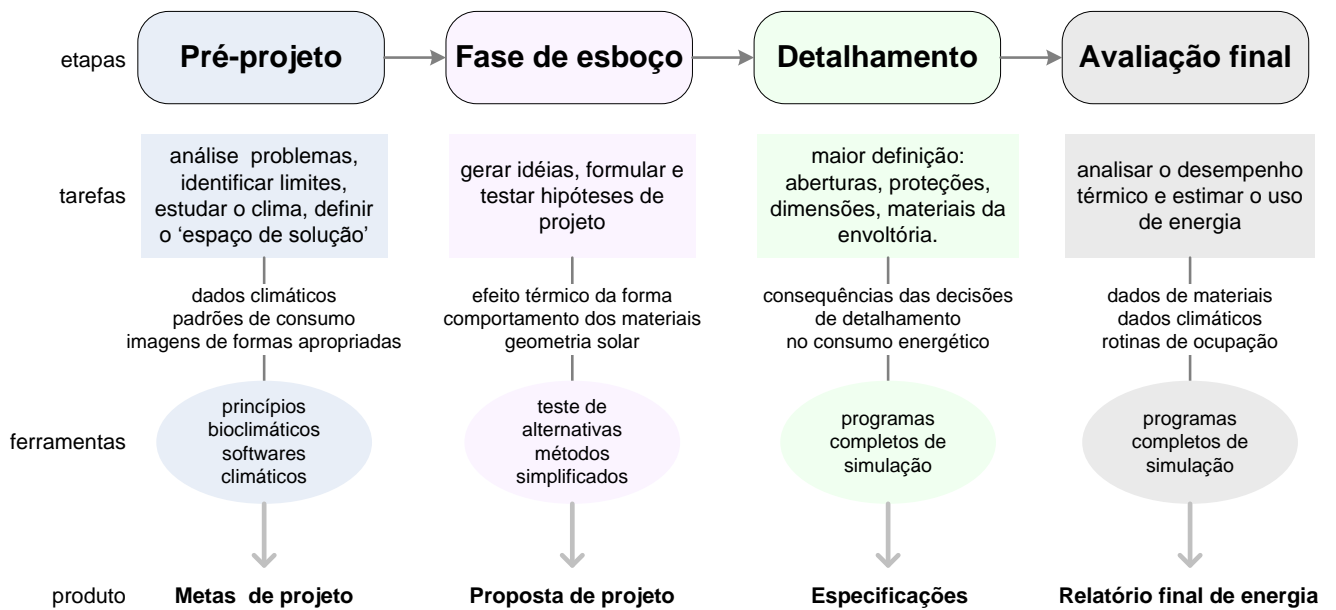 etapas
Pré-projeto
Fase de esboço
Detalhamento
Avaliação final
tarefas
análise problemas,
identificar limites,
estudar o clima, definir
o ‘espaço de solução’
gerar idéias, formular e
testar hipóteses de
projeto
maior definição:
aberturas, proteções,
dimensões, materiais da
envoltória.
analisar o desempenho
térmico e estimar o uso
de energia
dados climáticos
padrões de consumo
imagens de formas apropriadas
efeito térmico da forma
comportamento dos materiais
geometria solar
consequências das decisões
de detalhamento
no consumo energético
dados de materiais
dados climáticos
rotinas de ocupação
ferramentas
princípios
bioclimáticos
softwares
climáticos
teste de
alternativas
métodos
simplificados
programas
completos de
simulação
programas
completos de
simulação
produto
Metas de projeto
Proposta de projeto
Especificações
Relatório final de energia